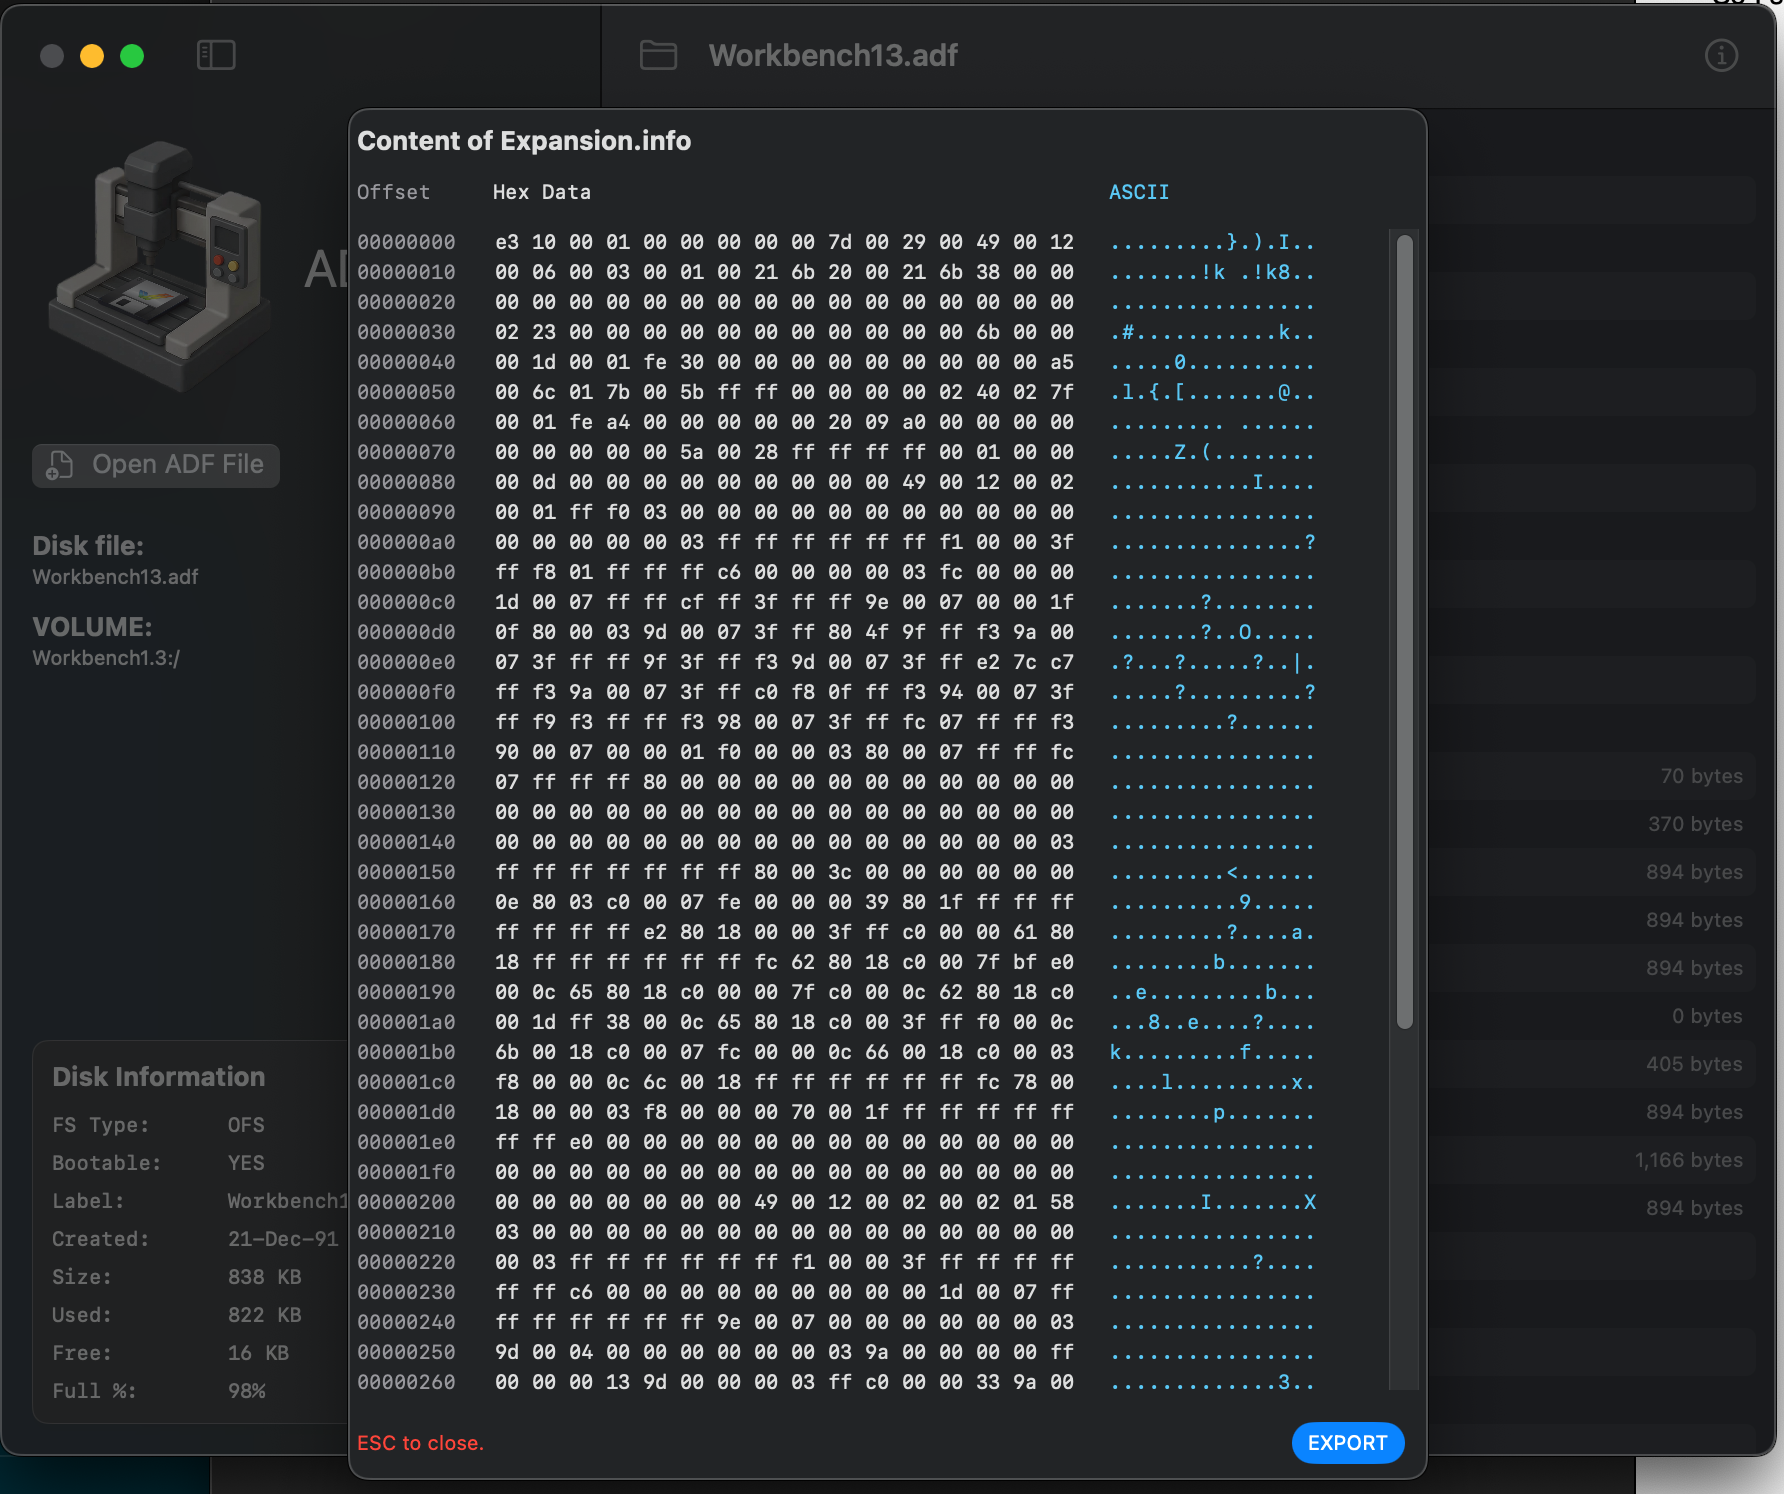 Workbench13.adf
AD
Open ADF File
Disk file:
Workbench13.adf
VOLUME:
Workbench1.3:/
Disk Information
FS Type: OFS
Bootable: YES
Label: Workbench1
Created: 21-Dec-91
Size: 838 KB
Used: 822 KB
Free: 16 KB
Full %: 98%
Content of Expansion.info
Offset Hex Data ASCII
00000000 e3 10 00 01 00 00 00 00 00 7d 00 29 00 49 00 12 .........}.).I..
00000010 00 06 00 03 00 01 00 21 6b 20 00 21 6b 38 00 00 .......!k .!k8..
00000020 00 00 00 00 00 00 00 00 00 00 00 00 00 00 00 00 ................
00000030 02 23 00 00 00 00 00 00 00 00 00 00 00 6b 00 00 .#...........k..
00000040 00 1d 00 01 fe 30 00 00 00 00 00 00 00 00 00 a5 .....0..........
00000050 00 6c 01 7b 00 5b ff ff 00 00 00 00 02 40 02 7f .l.{.[.......@..
00000060 00 01 fe a4 00 00 00 00 00 20 09 a0 00 00 00 00 ......... ......
00000070 00 00 00 00 00 5a 00 28 ff ff ff ff 00 01 00 00 .....Z.(........
00000080 00 0d 00 00 00 00 00 00 00 00 00 49 00 12 00 02 ...........I....
00000090 00 01 ff f0 03 00 00 00 00 00 00 00 00 00 00 00 ................
000000a0 00 00 00 00 00 03 ff ff ff ff ff ff f1 00 00 3f ...............?
000000b0 ff f8 01 ff ff ff c6 00 00 00 00 03 fc 00 00 00 ................
000000c0 1d 00 07 ff ff cf ff 3f ff ff 9e 00 07 00 00 1f .......?........
000000d0 0f 80 00 03 9d 00 07 3f ff 80 4f 9f ff f3 9a 00 .......?..O.....
000000e0 07 3f ff ff 9f 3f ff f3 9d 00 07 3f ff e2 7c c7 .?...?.....?..|.
000000f0 ff f3 9a 00 07 3f ff c0 f8 0f ff f3 94 00 07 3f .....?.........?
00000100 ff f9 f3 ff ff f3 98 00 07 3f ff fc 07 ff ff f3 .........?......
00000110 90 00 07 00 00 01 f0 00 00 03 80 00 07 ff ff fc ................
00000120 07 ff ff ff 80 00 00 00 00 00 00 00 00 00 00 00 ................
00000130 00 00 00 00 00 00 00 00 00 00 00 00 00 00 00 00 ................
00000140 00 00 00 00 00 00 00 00 00 00 00 00 00 00 00 03 ................
00000150 ff ff ff ff ff ff ff 80 00 3c 00 00 00 00 00 00 .........<......
00000160 0e 80 03 c0 00 07 fe 00 00 00 39 80 1f ff ff ff ..........9.....
00000170 ff ff ff ff e2 80 18 00 00 3f ff c0 00 00 61 80 .........?....a.
00000180 18 ff ff ff ff ff ff fc 62 80 18 c0 00 7f bf e0 ........b.......
00000190 00 0c 65 80 18 c0 00 00 7f c0 00 0c 62 80 18 c0 ..e.........b...
000001a0 00 1d ff 38 00 0c 65 80 18 c0 00 3f ff f0 00 0c ...8..e....?....
000001b0 6b 00 18 c0 00 07 fc 00 00 0c 66 00 18 c0 00 03 k.........f.....
000001c0 f8 00 00 0c 6c 00 18 ff ff ff ff ff ff fc 78 00 ....l.........x.
000001d0 18 00 00 03 f8 00 00 00 70 00 1f ff ff ff ff ff ........p.......
000001e0 ff ff e0 00 00 00 00 00 00 00 00 00 00 00 00 00 ................
000001f0 00 00 00 00 00 00 00 00 00 00 00 00 00 00 00 00 ................
00000200 00 00 00 00 00 00 00 49 00 12 00 02 00 02 01 58 .......I.......X
00000210 03 00 00 00 00 00 00 00 00 00 00 00 00 00 00 00 ................
00000220 00 03 ff ff ff ff ff ff f1 00 00 3f ff ff ff ff ...........?....
00000230 ff ff c6 00 00 00 00 00 00 00 00 00 1d 00 07 ff ................
00000240 ff ff ff ff ff ff 9e 00 07 00 00 00 00 00 00 03 ................
00000250 9d 00 04 00 00 00 00 00 00 03 9a 00 00 00 00 ff ................
00000260 00 00 00 13 9d 00 00 00 03 ff c0 00 00 33 9a 00 .............3..
ESC to close.
EXPORT
70 bytes
370 bytes
894 bytes
894 bytes
894 bytes
0 bytes
405 bytes
894 bytes
1,166 bytes
894 bytes